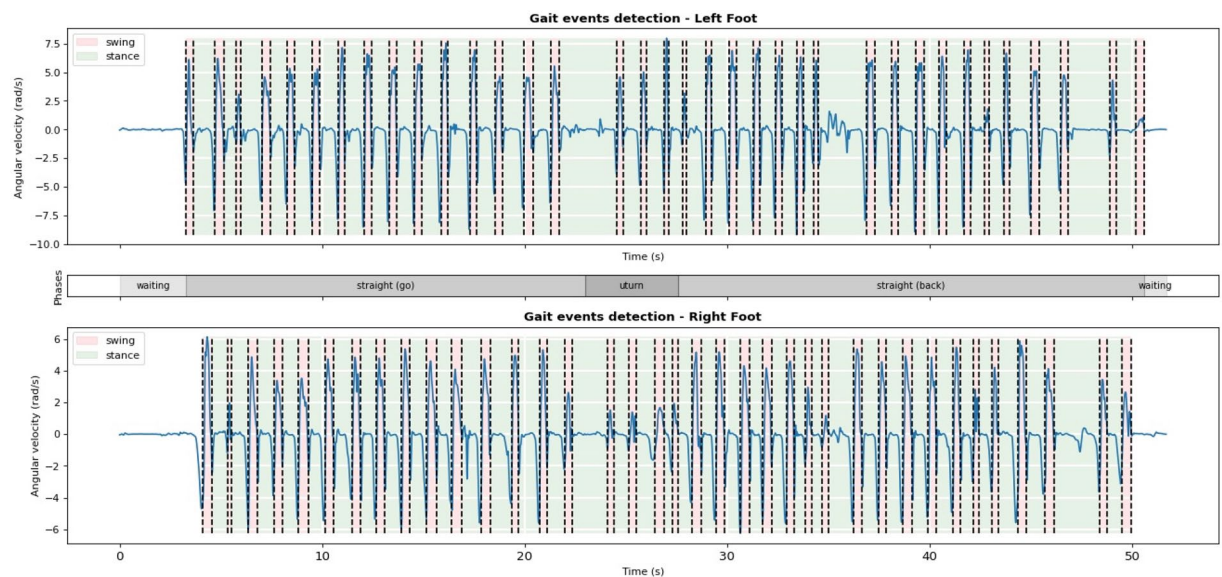 Gait events detection - Left Foot
swing
stance
7.5
5.0
2.5
0.0
−2.5
−5.0
−7.5
−10.0
Angular velocity (rad/s)
Time (s)
Phases
waiting straight (go) uturn straight (back) waiting
Gait events detection - Right Foot
swing
stance
6
4
2
0
−2
−4
−6
Angular velocity (rad/s)
0 10 20 30 40 50
Time (s)